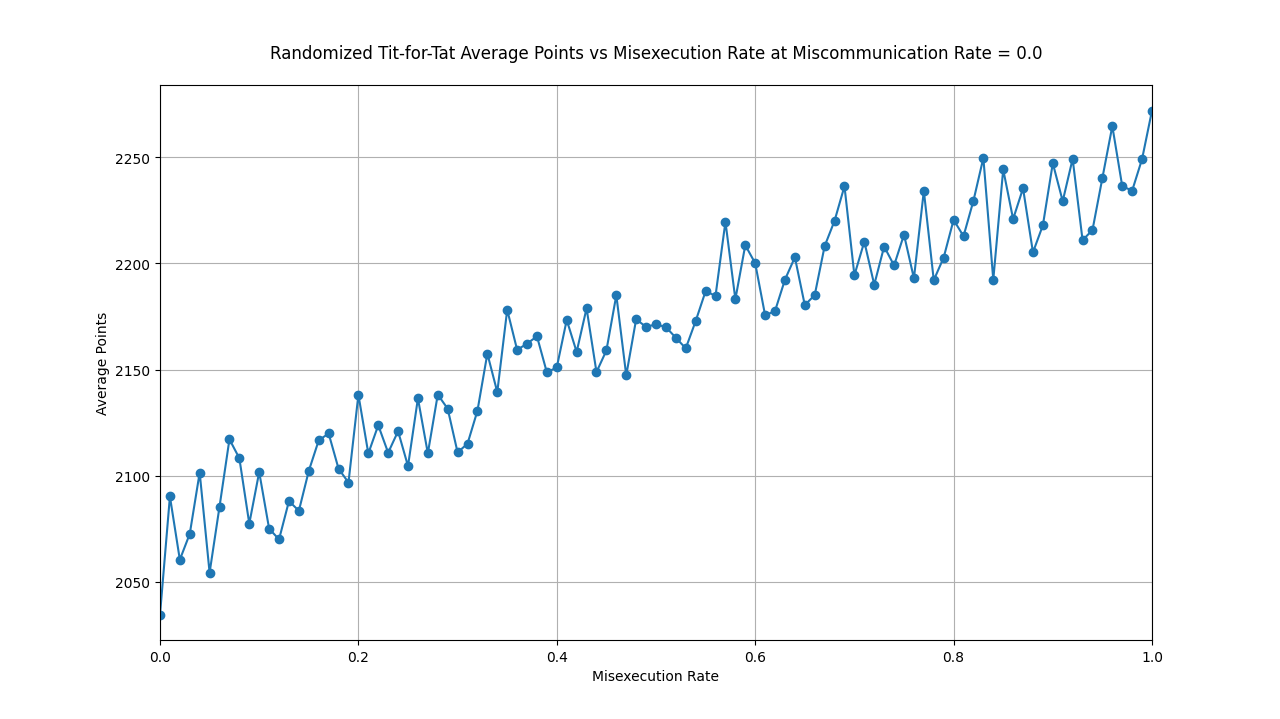 Randomized Tit-for-Tat Average Points vs Misexecution Rate at Miscommunication Rate = 0.0
2250
2200
2150
2100
2050
Average Points
0.0 0.2 0.4 0.6 0.8 1.0
Misexecution Rate